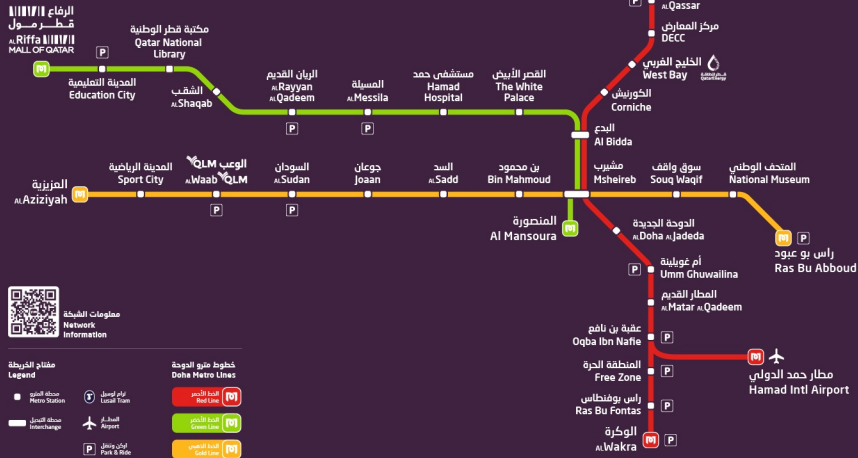 الرفاع
قطر مول
AL Riffa
MALL OF QATAR
P
المدينة التعليمية
Education City
مكتبة قطر الوطنية
Qatar National
Library
الشقب
AL Shaqab
الريان القديم
AL Rayyan
AL Qadeem
P
المسيلة
AL Messila
P
مستشفى حمد
Hamad
Hospital
القصر الأبيض
The White
Palace
P
AL Qassar
مركز المعارض
DECC
الخليج الغربي
West Bay
QatarEnergy
الكورنيش
Corniche
البدع
Al Bidda
العزيزية
AL Aziziyah
المدينة الرياضية
Sport City
الوعب QLM
AL Waab QLM
P
السودان
AL Sudan
P
جوعان
Joaan
السد
AL Sadd
بن محمود
Bin Mahmoud
مشيرب
Msheireb
سوق واقف
Souq Waqif
المتحف الوطني
National Museum
P
راس بو عبود
Ras Bu Abboud
المنصورة
Al Mansoura
الدوحة الجديدة
AL Doha AL Jadeda
P
أم غويلينة
Umm Ghuwailina
المطار القديم
AL Matar AL Qadeem
عقبة بن نافع
Oqba Ibn Nafie
P
المنطقة الحرة
Free Zone
P
راس بوفنطاس
Ras Bu Fontas
P
الوكرة
AL Wakra
P
مطار حمد الدولي
Hamad Intl Airport
معلومات الشبكة
Network
Information
مفتاح الخريطة
Legend
محطة المترو
Metro Station
محطة التبديل
Interchange
ترام لوسيل
Lusail Tram
المطار
Airport
P
اركن وتنقل
Park & Ride
خطوط مترو الدوحة
Doha Metro Lines
الخط الأحمر
Red Line
الخط الأخضر
Green Line
الخط الذهبي
Gold Line